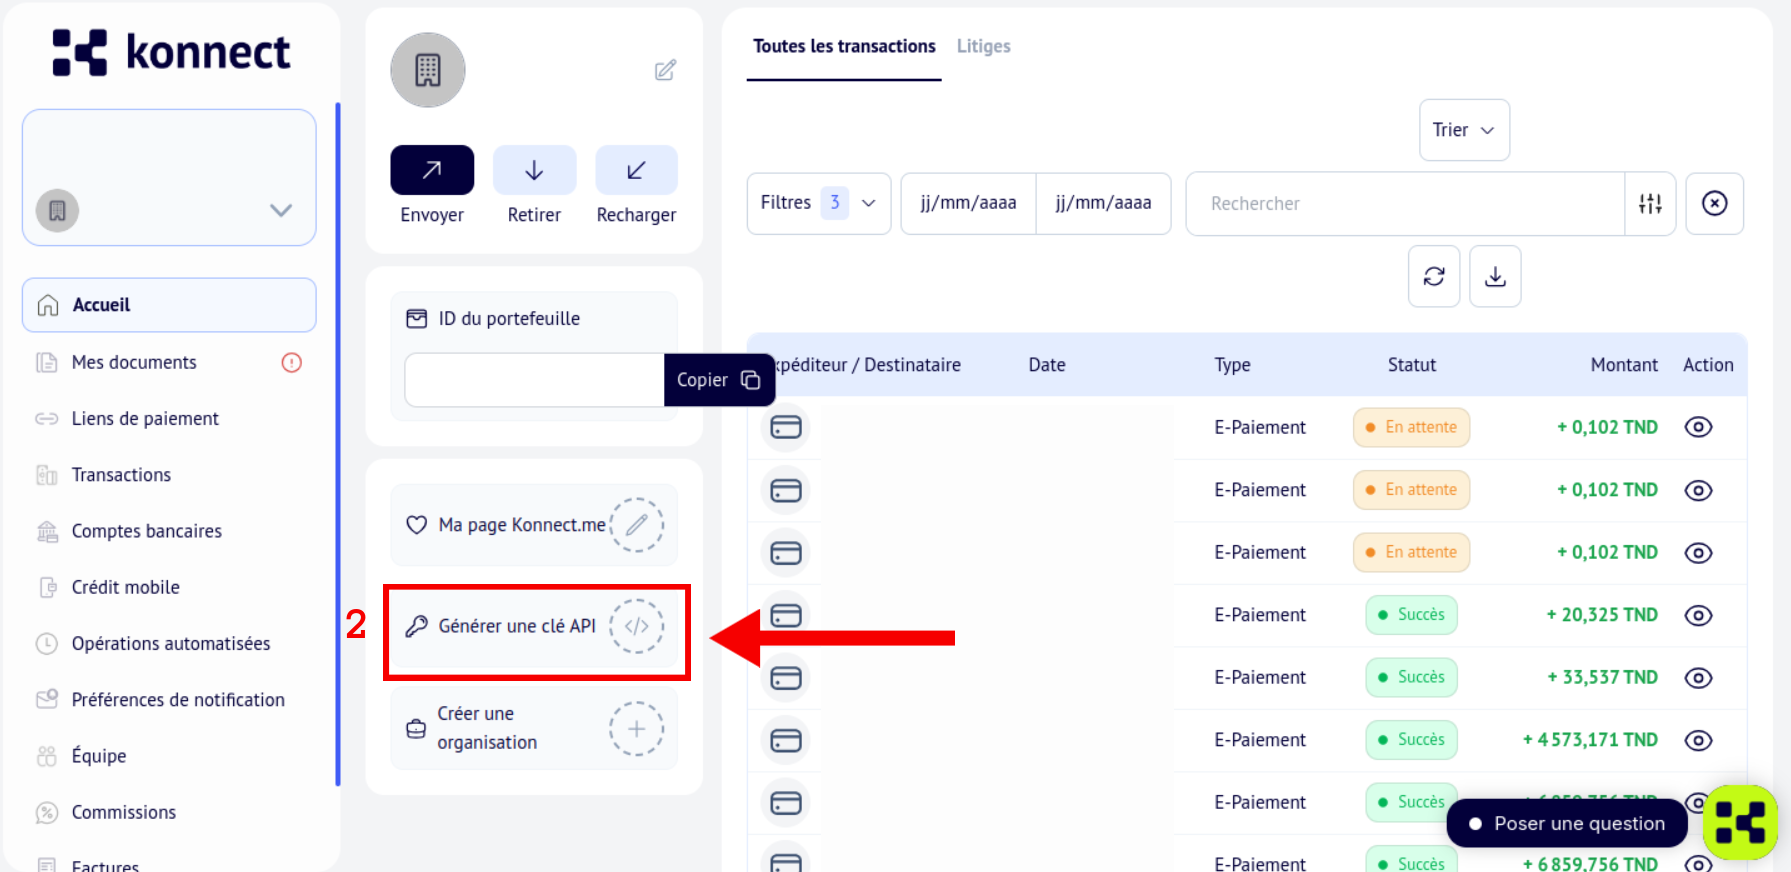 konnect
Accueil
Mes documents
Liens de paiement
Transactions
Comptes bancaires
Crédit mobile
Opérations automatisées
Préférences de notification
Équipe
Commissions
Factures
Envoyer
Retirer
Recharger
ID du portefeuille
Copier
Ma page Konnect.me
2
Générer une clé API
Créer une
organisation
Toutes les transactions
Litiges
Trier
Filtres 3
jj/mm/aaaa
jj/mm/aaaa
Rechercher
xpéditeur / Destinataire Date Type Statut Montant Action
E-Paiement En attente + 0,102 TND
E-Paiement En attente + 0,102 TND
E-Paiement En attente + 0,102 TND
E-Paiement Succès + 20,325 TND
E-Paiement Succès + 33,537 TND
E-Paiement Succès + 4 573,171 TND
E-Paiement Succès
E-Paiement Succès + 6 859,756 TND
Poser une question